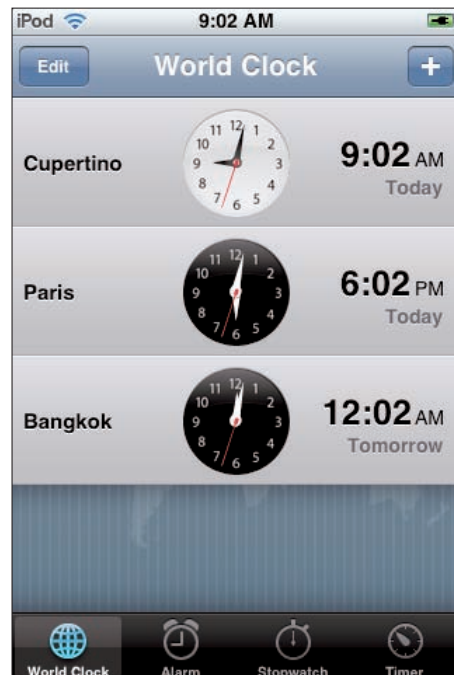 iPod 9:02 AM
Edit World Clock +
Cupertino 9:02 AM
Today
Paris 6:02 PM
Today
Bangkok 12:02 AM
Tomorrow
World Clock Alarm Stopwatch Timer